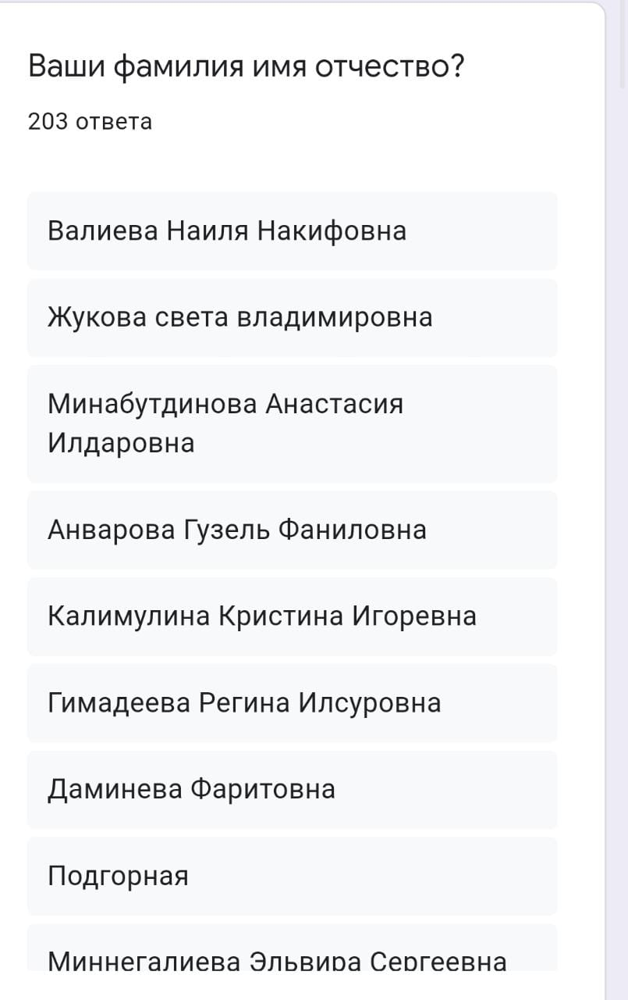 Ваши фамилия имя отчество?
203 ответа
Валиева Наиля Накифовна
Жукова света владимировна
Минабутдинова Анастасия
Илдаровна
Анварова Гузель Фаниловна
Калимулина Кристина Игоревна
Гимадеева Регина Илсуровна
Даминева Фаритовна
Подгорная
Миннегалиева Эльвира Сергеевна